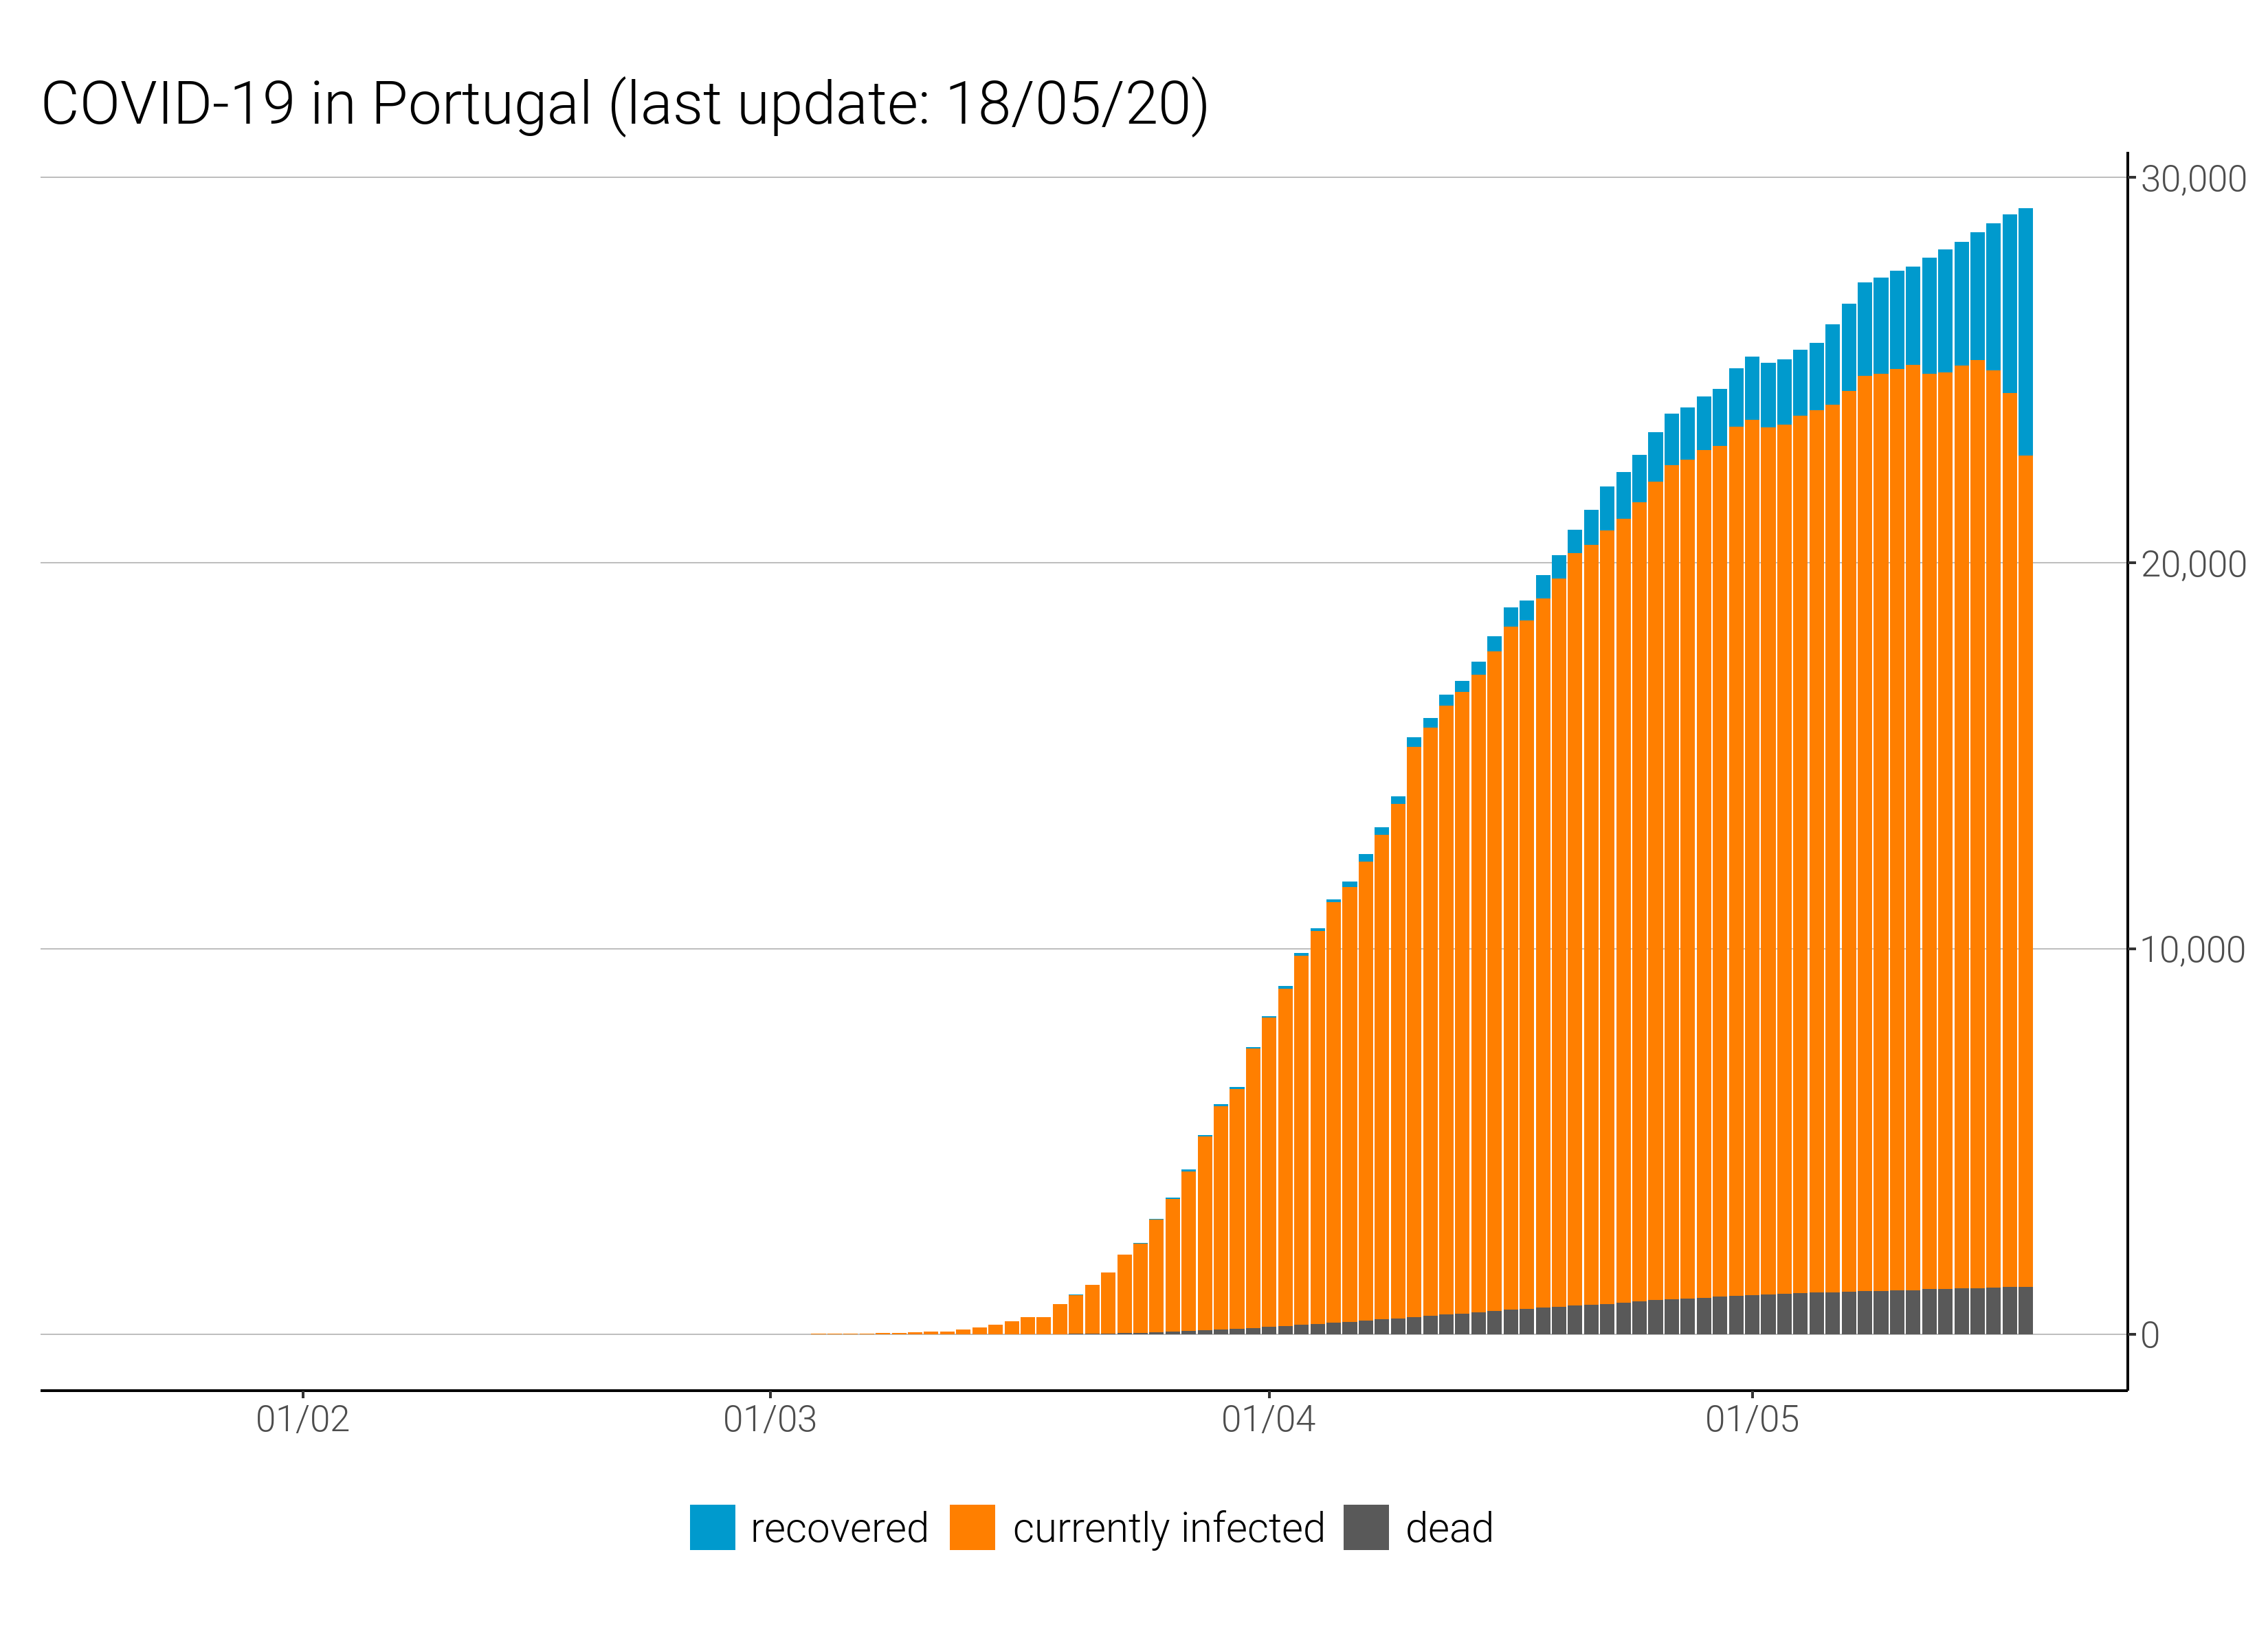 COVID-19 in Portugal (last update: 18/05/20)
30,000
20,000
10,000
0
01/02 01/03 01/04 01/05
recovered currently infected dead